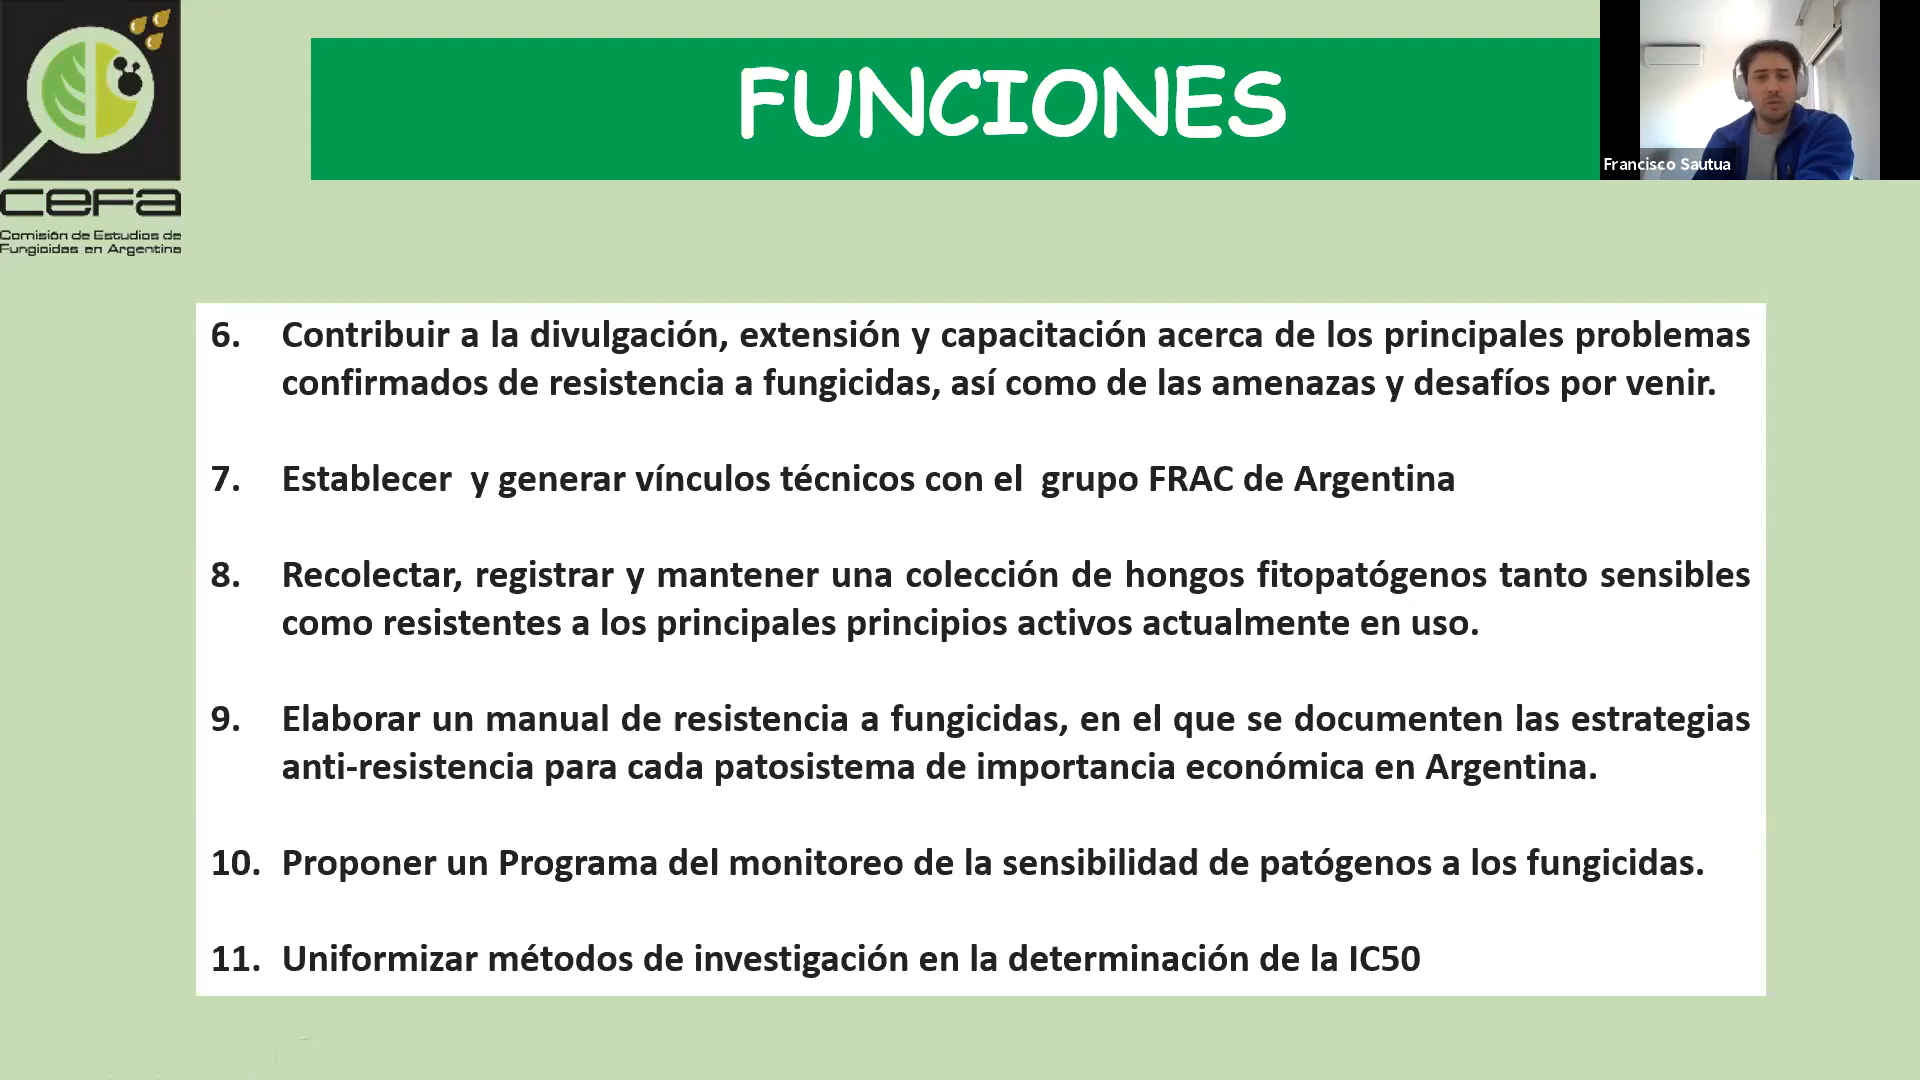 FUNCIONES
Francisco Sautua
CEFA
Comisión de Estudios de
Fungicidas en Argentina
6. Contribuir a la divulgación, extensión y capacitación acerca de los principales problemas
confirmados de resistencia a fungicidas, así como de las amenazas y desafíos por venir.
7. Establecer y generar vínculos técnicos con el grupo FRAC de Argentina
8. Recolectar, registrar y mantener una colección de hongos fitopatógenos tanto sensibles
como resistentes a los principales principios activos actualmente en uso.
9. Elaborar un manual de resistencia a fungicidas, en el que se documenten las estrategias
anti-resistencia para cada patosistema de importancia económica en Argentina.
10. Proponer un Programa del monitoreo de la sensibilidad de patógenos a los fungicidas.
11. Uniformizar métodos de investigación en la determinación de la IC50